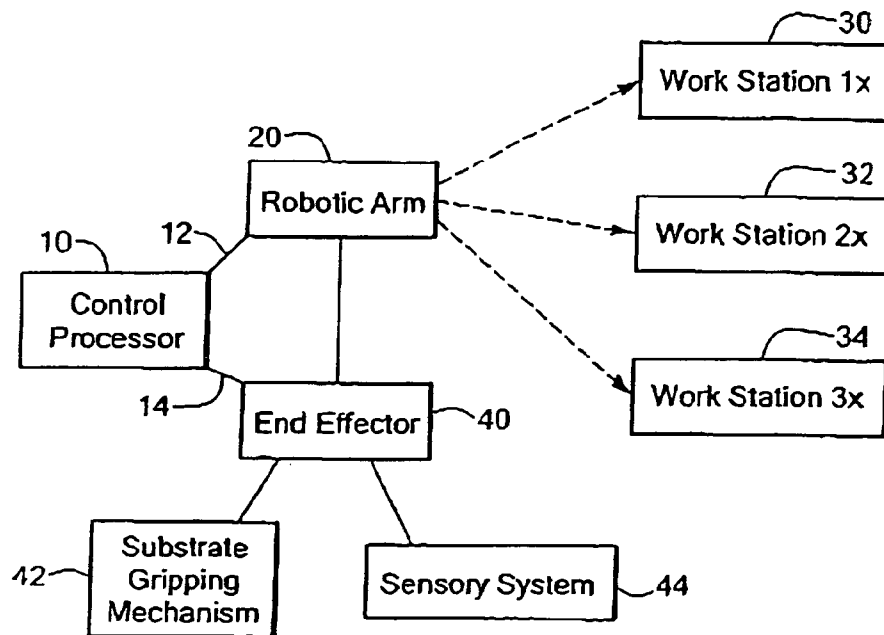 30
Work Station 1x
20
Robotic Arm
32
Work Station 2x
10
12
Control
Processor
34
Work Station 3x
14
End Effector
40
42
Substrate
Gripping
Mechanism
Sensory System
44